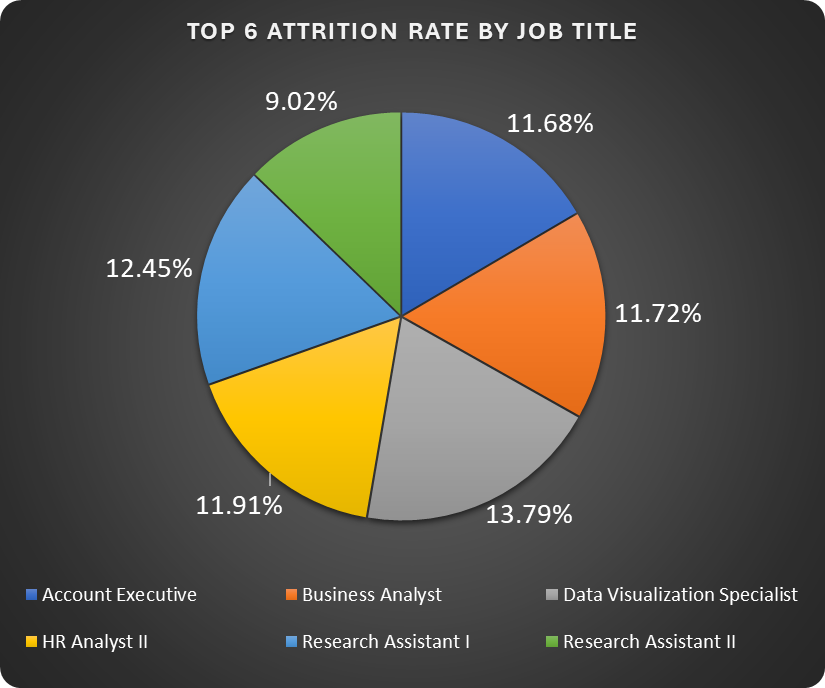 TOP 6 ATTRITION RATE BY JOB TITLE
9.02%
11.68%
12.45%
11.72%
11.91%
13.79%
Account Executive
Business Analyst
Data Visualization Specialist
HR Analyst II
Research Assistant I
Research Assistant II